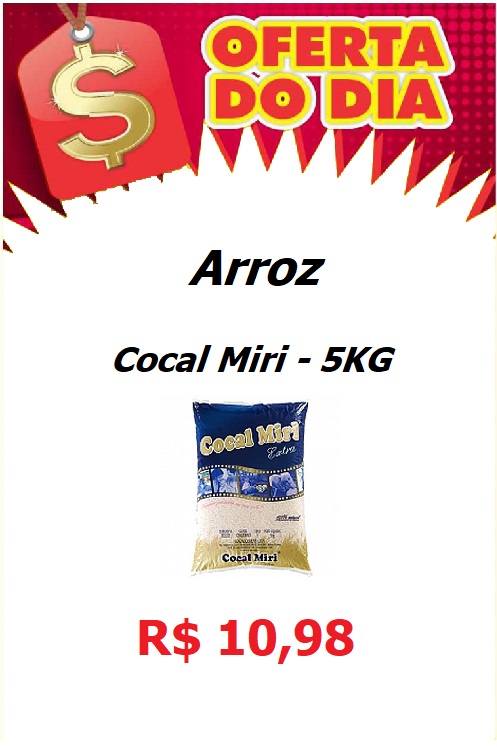 $
OFERTA
DO DIA
Arroz
Cocal Miri - 5KG
Cocal Miri
Extra
Cocal Miri
R$ 10,98